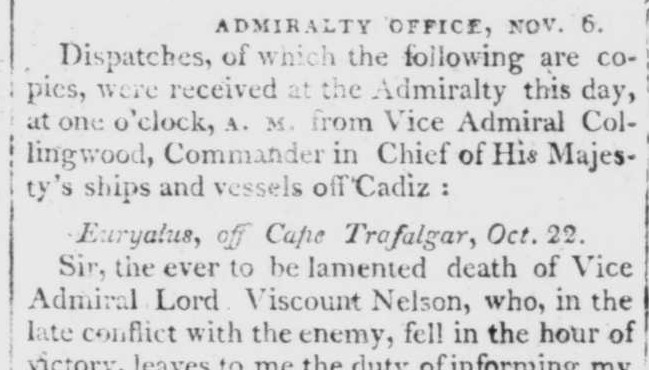 ADMIRALTY OFFICE, NOV. 6.
Dispatches, of which the following are co-
pies, were received at the Admiralty this day,
at one o'clock, A. M. from Vice Admiral Col-
lingwood, Commander in Chief of His Majes-
ty's ships and vessels off Cadiz :
Euryalus, off Cape Trafalgar, Oct. 22.
Sir, the ever to be lamented death of Vice
Admiral Lord Viscount Nelson, who, in the
late conflict with the enemy, fell in the hour of
victory, leaves to me the duty of informing my